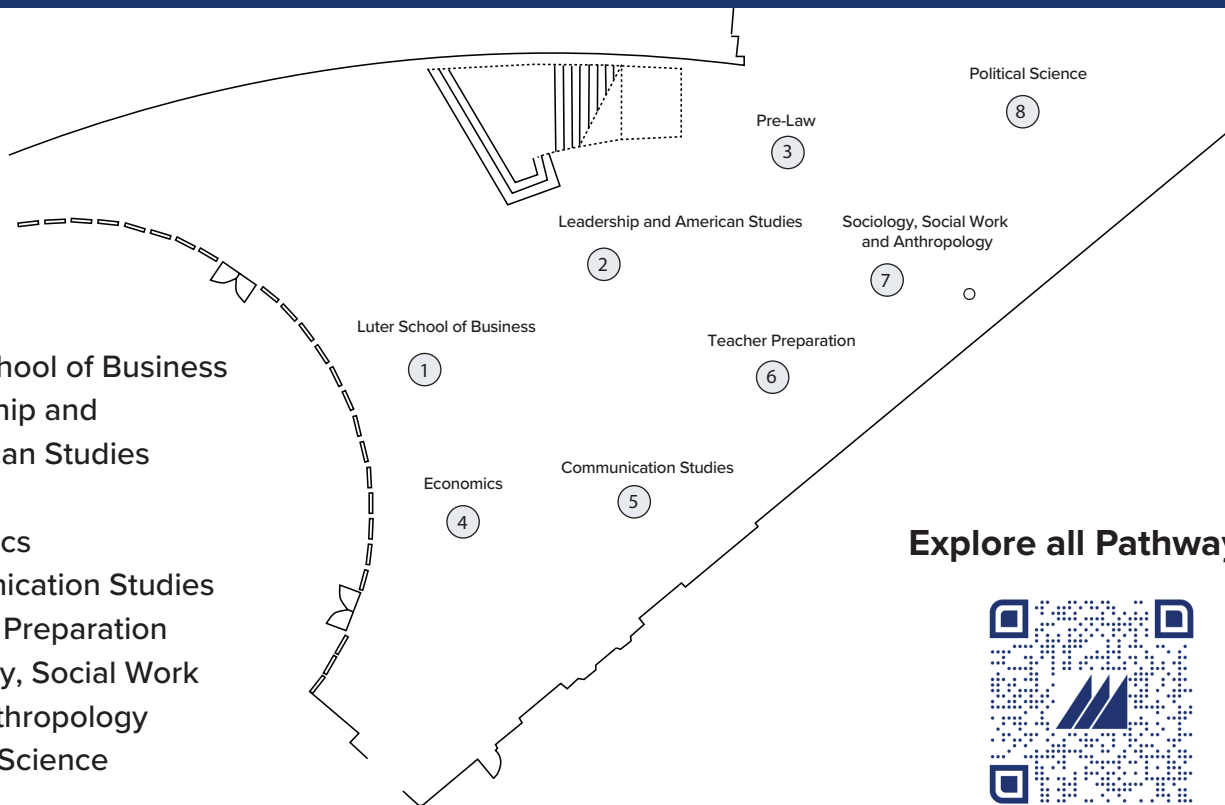 Political Science
8
Pre-Law
3
Leadership and American Studies
2
Sociology, Social Work
and Anthropology
7
Luter School of Business
1
Teacher Preparation
6
Communication Studies
5
Economics
4
hool of Business
hip and
can Studies
cs
nication Studies
Preparation
y, Social Work
thropology
Science
Explore all Pathway